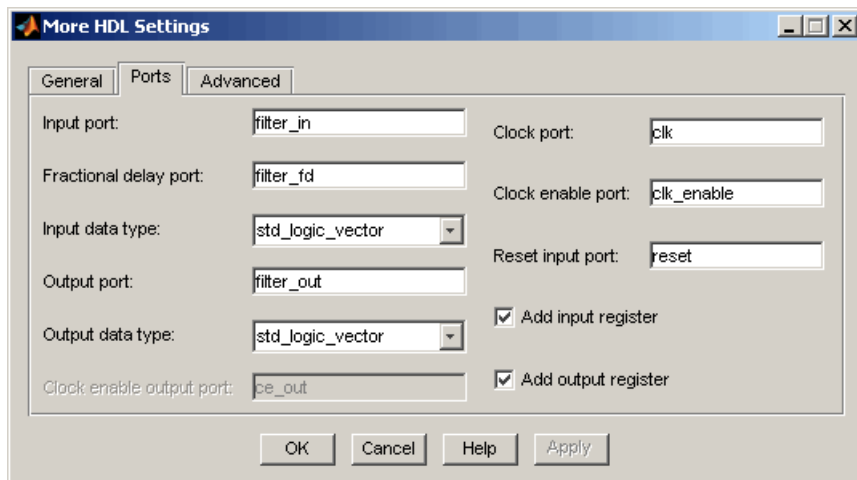 More HDL Settings
General Ports Advanced
Input port: filter_in
Fractional delay port: filter_fd
Input data type: std_logic_vector
Output port: filter_out
Output data type: std_logic_vector
Clock enable output port: ce_out
Clock port: clk
Clock enable port: clk_enable
Reset input port: reset
Add input register
Add output register
OK Cancel Help Apply